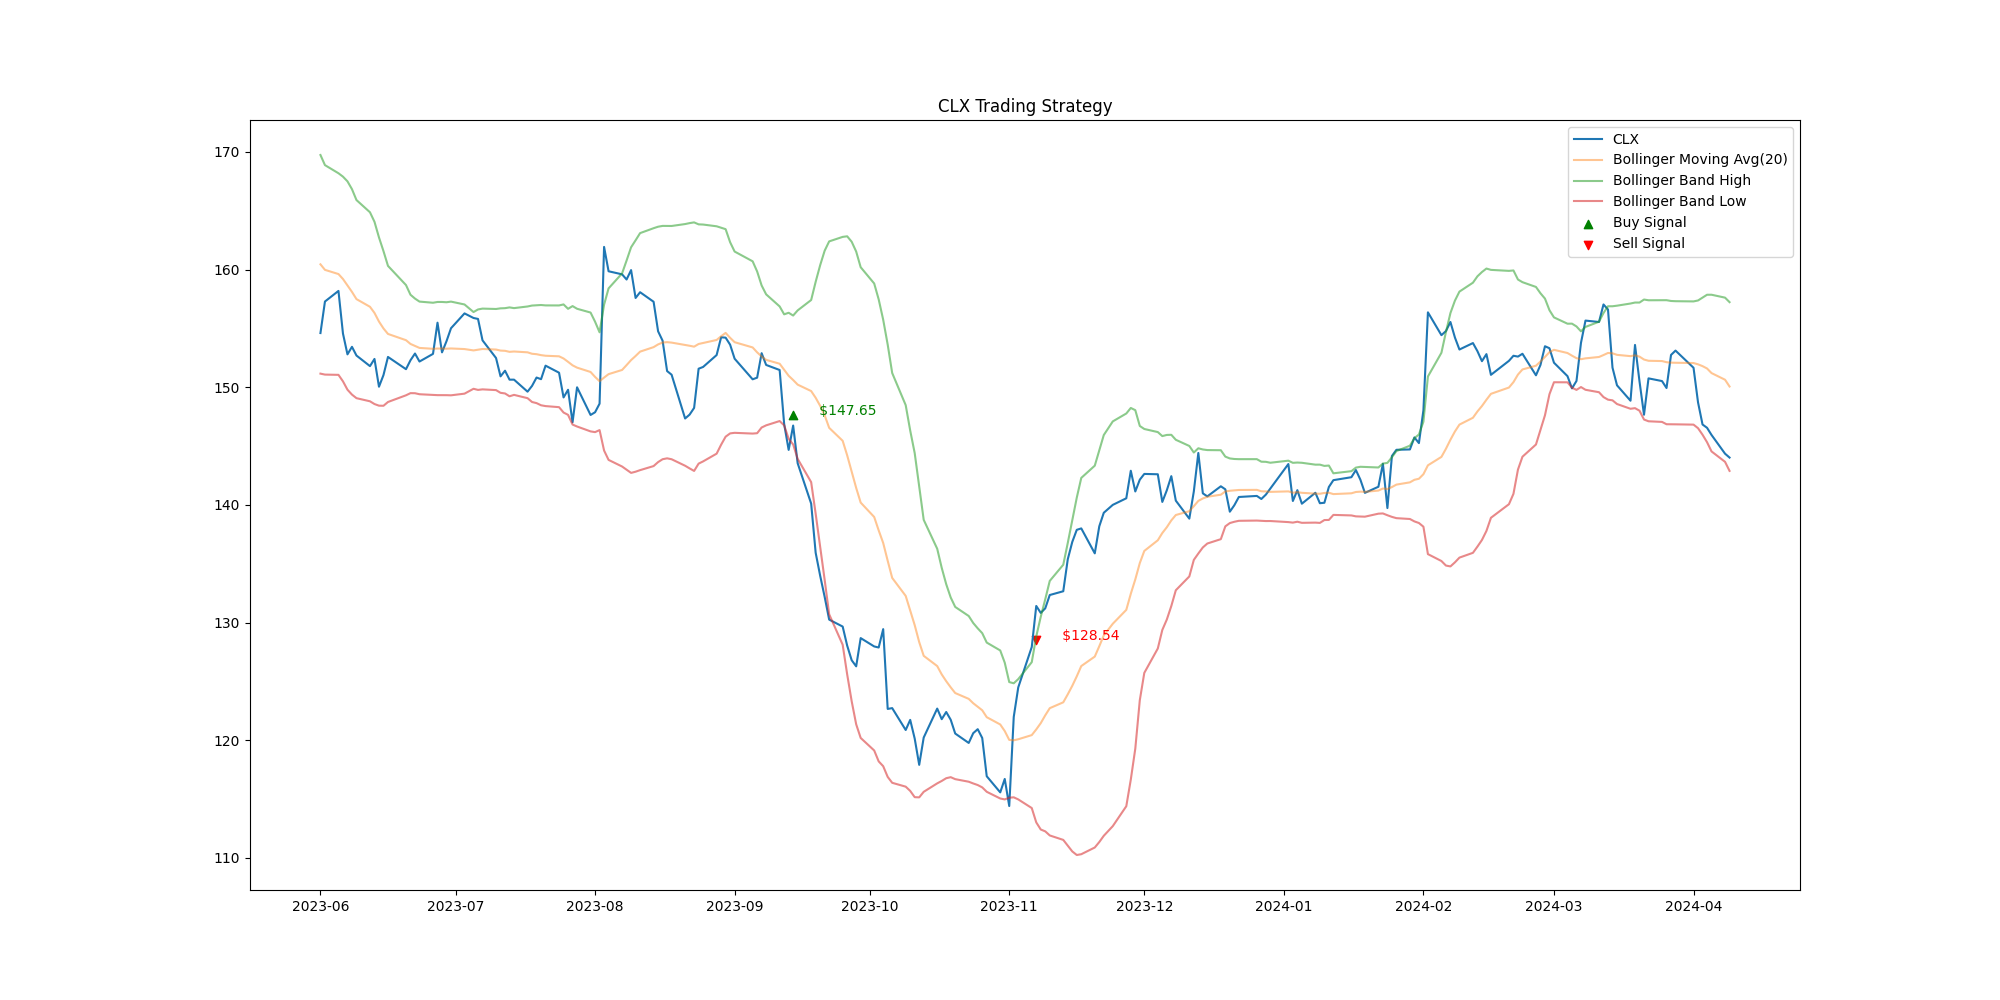 CLX Trading Strategy
CLX
Bollinger Moving Avg(20)
Bollinger Band High
Bollinger Band Low
Buy Signal
Sell Signal
170
160
150
140
130
120
110
$147.65
$128.54
2023-06
2023-07
2023-08
2023-09
2023-10
2023-11
2023-12
2024-01
2024-02
2024-03
2024-04